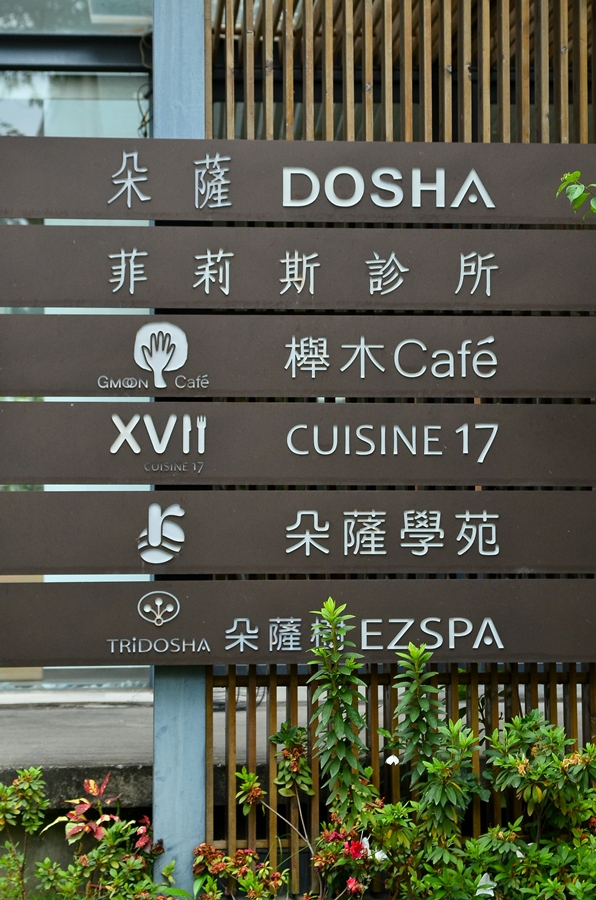 朵薩 DOSHA
菲莉斯診所
GMOON Café 櫸木Café
XVII CUISINE 17
CUISINE 17
朵薩學苑
TRiDOSHA 朵薩樹 EZSPA